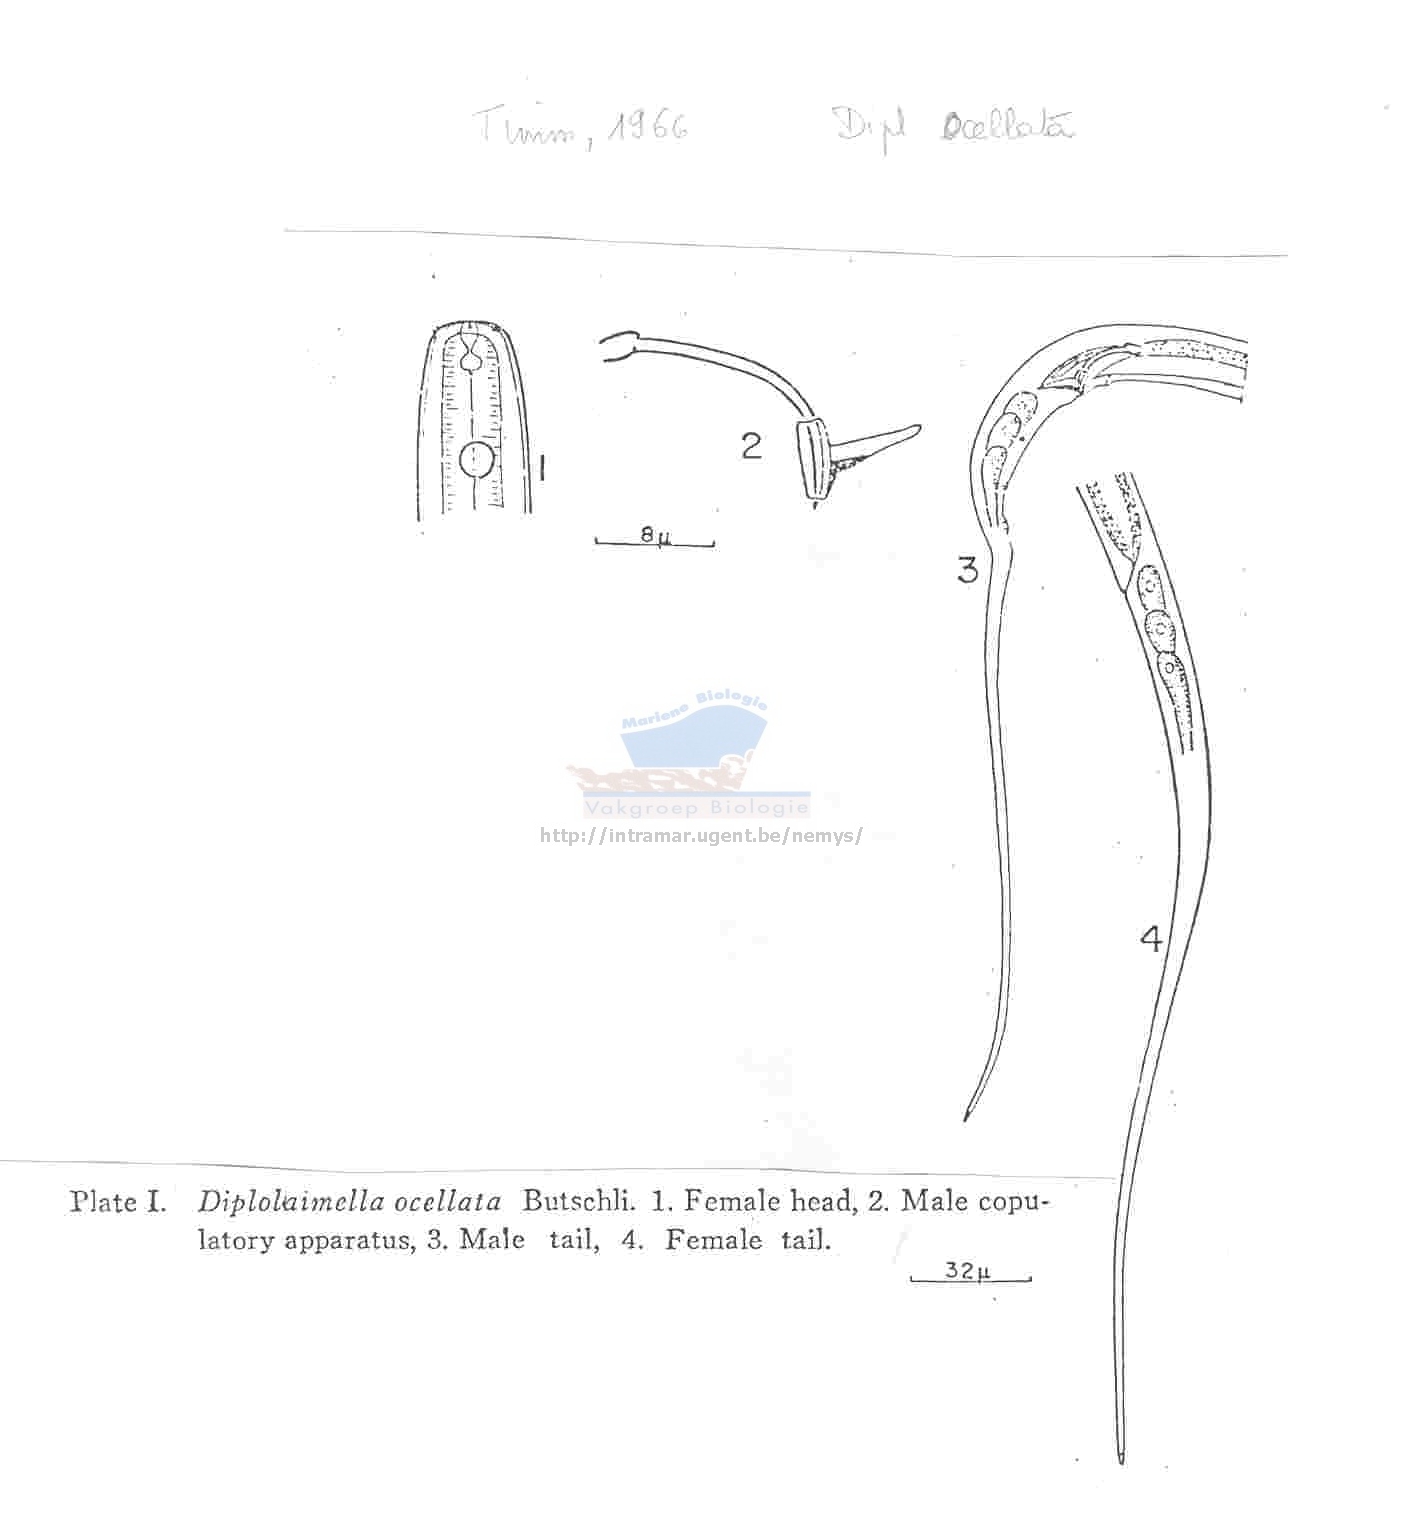 Timm, 1966 Dipl ocellata
1
2
8μ
3
Mariene Biologie
Vakgroep Biologie
http://intramar.ugent.be/nemys/
4
Plate I. Diplolaimella ocellata Butschli. 1. Female head, 2. Male copu-
latory apparatus, 3. Male tail, 4. Female tail.
32μ